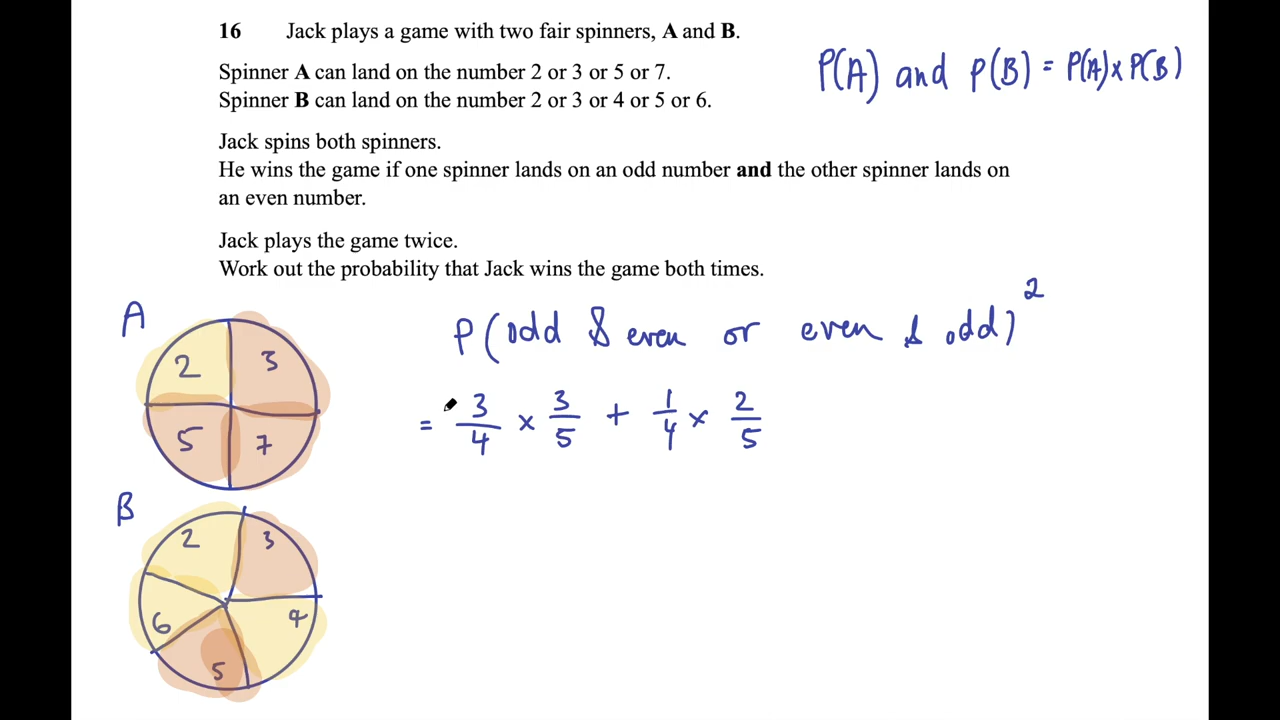 16 Jack plays a game with two fair spinners, A and B.
P(A) and P(B) = P(A) x P(B)
Spinner A can land on the number 2 or 3 or 5 or 7.
Spinner B can land on the number 2 or 3 or 4 or 5 or 6.
Jack spins both spinners.
He wins the game if one spinner lands on an odd number and the other spinner lands on
an even number.
Jack plays the game twice.
Work out the probability that Jack wins the game both times.
A
2 3
5 7
P(odd & even or even & odd)²
= 3/4 x 3/5 + 1/4 x 2/5
B
2 3
6 4
5